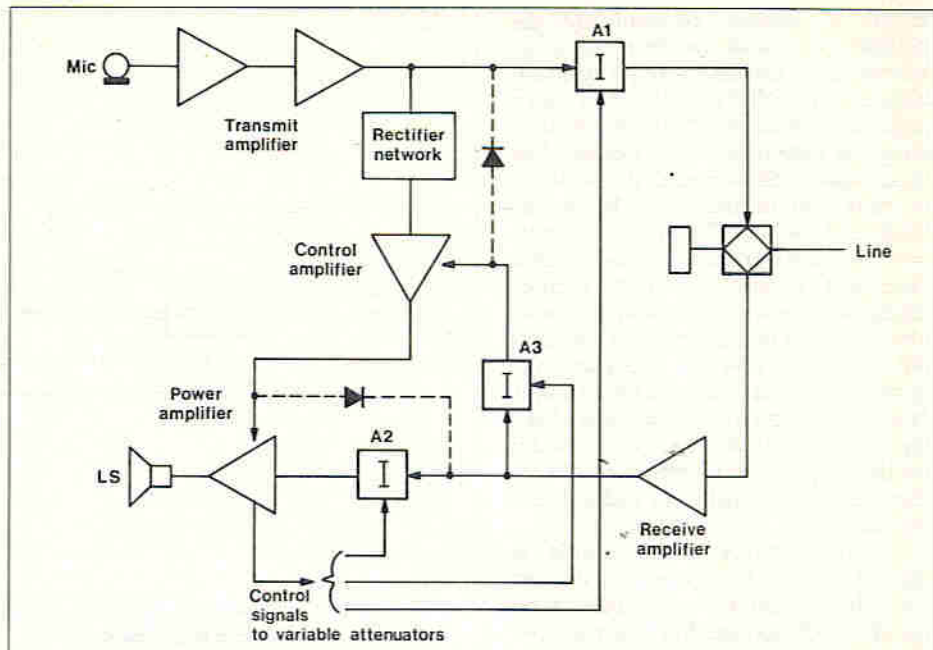 A1
Mic
Transmit
amplifier
Rectifier
network
Control
amplifier
Line
A3
Power
amplifier
A2
LS
Receive
amplifier
Control
signals
to variable attenuators